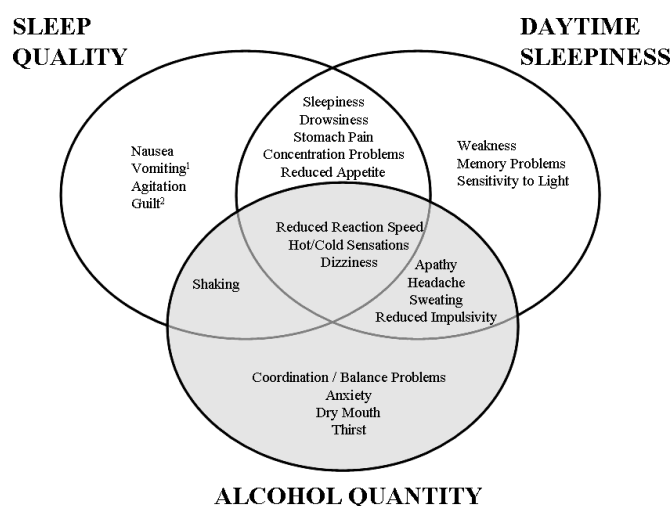 SLEEP
QUALITY
DAYTIME
SLEEPINESS
Sleepiness
Drowsiness
Stomach Pain
Concentration Problems
Reduced Appetite
Nausea
Vomiting¹
Agitation
Guilt²
Weakness
Memory Problems
Sensitivity to Light
Reduced Reaction Speed
Hot/Cold Sensations
Dizziness
Shaking
Apathy
Headache
Sweating
Reduced Impulsivity
Coordination / Balance Problems
Anxiety
Dry Mouth
Thirst
ALCOHOL QUANTITY